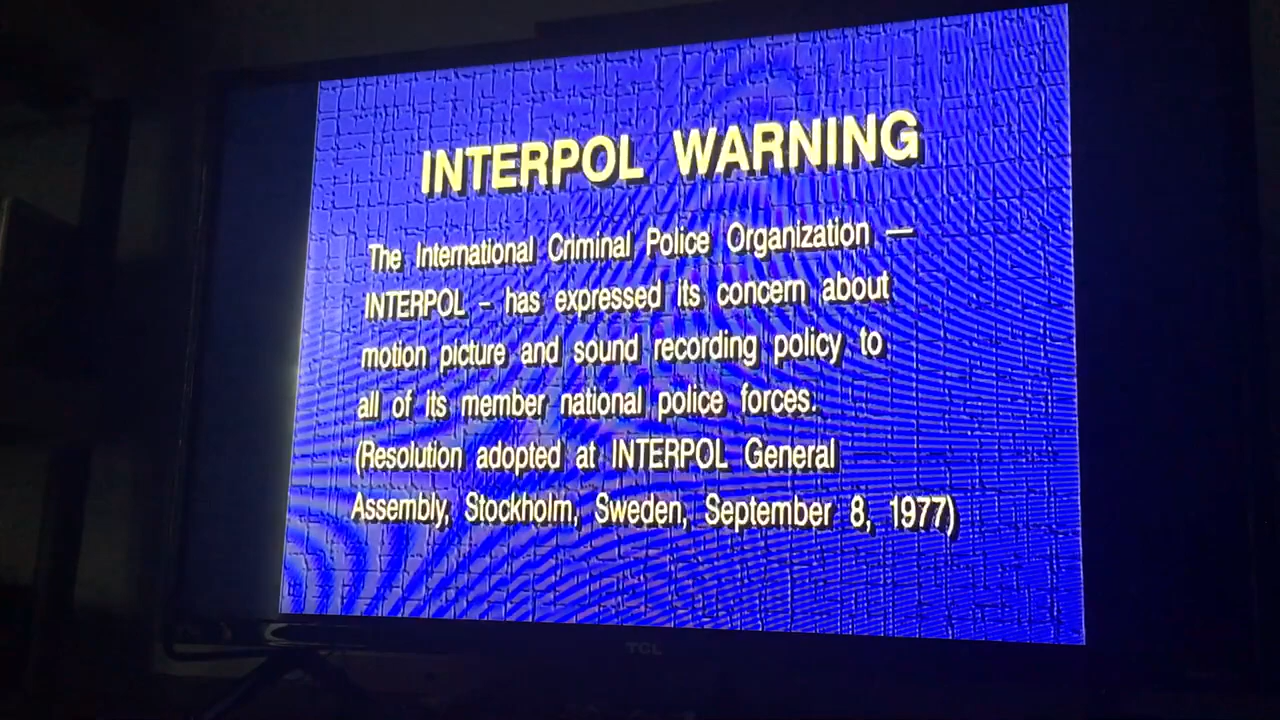 INTERPOL WARNING
The International Criminal Police Organization —
INTERPOL – has expressed its concern about
motion picture and sound recording policy to
all of its member national police forces.
(Resolution adopted at INTERPOL General
Assembly, Stockholm, Sweden, September 8, 1977)
TCL